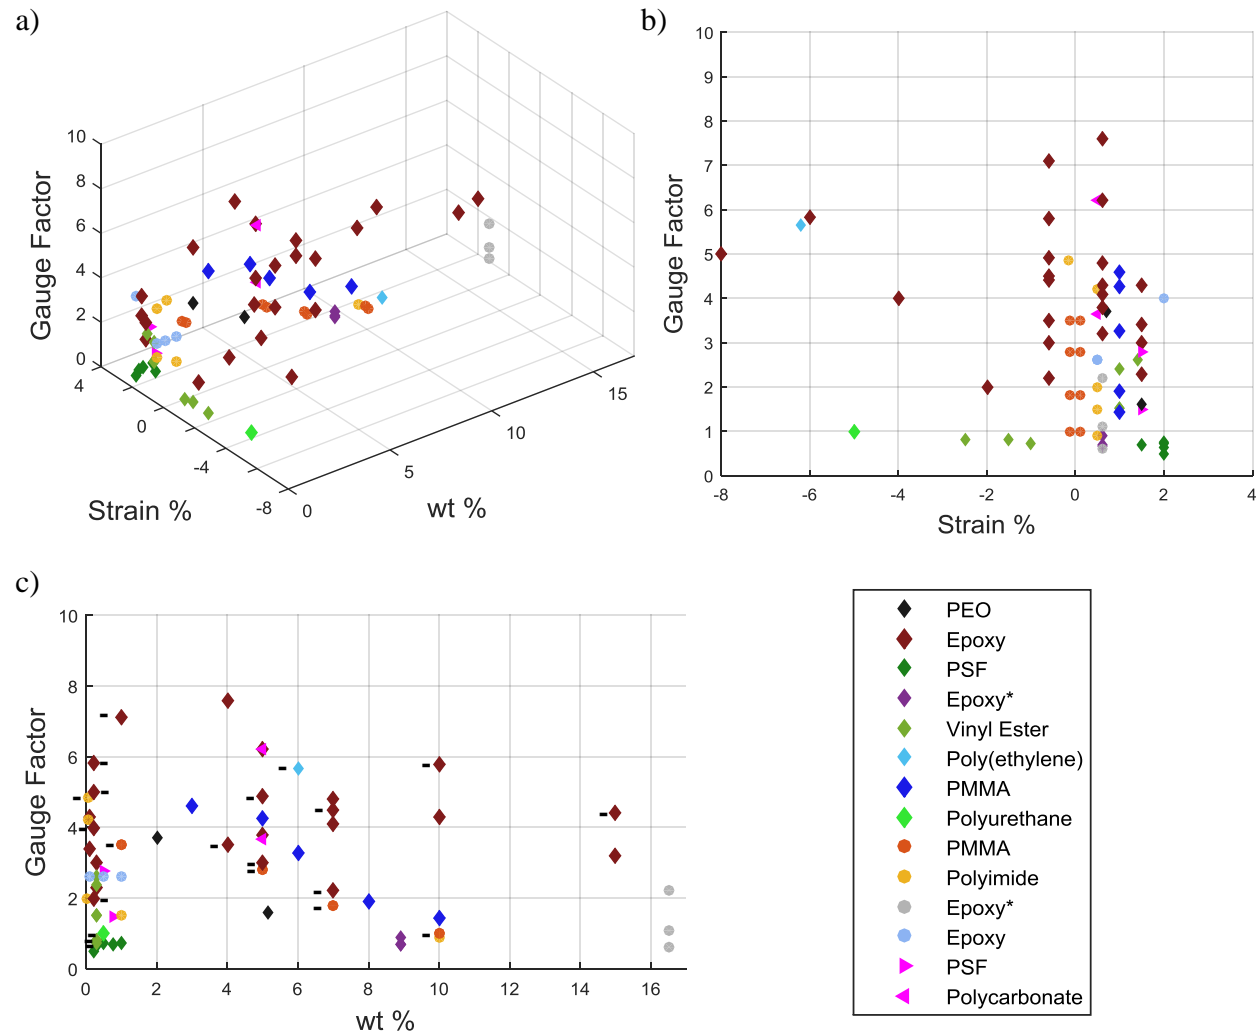 a)
10
8
6
4
2
0
Gauge Factor
4
0
-4
-8
Strain %
0
5
10
15
wt %
b)
10
9
8
7
6
5
4
3
2
1
0
Gauge Factor
-8 -6 -4 -2 0 2 4
Strain %
c)
10
8
6
4
2
0
Gauge Factor
0 2 4 6 8 10 12 14 16
wt %
PEO
Epoxy
PSF
Epoxy*
Vinyl Ester
Poly(ethylene)
PMMA
Polyurethane
PMMA
Polyimide
Epoxy*
Epoxy
PSF
Polycarbonate